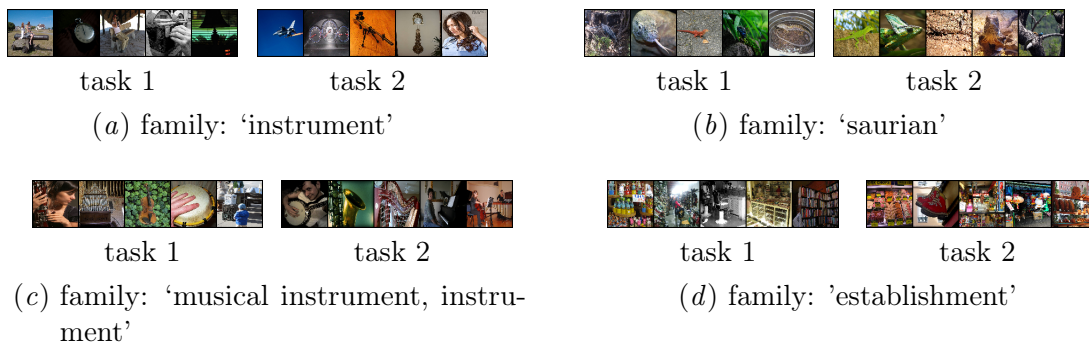 task 1
task 2
(a) family: ‘instrument’
task 1
task 2
(b) family: ‘saurian’
task 1
task 2
(c) family: ‘musical instrument, instru-
ment’
task 1
task 2
(d) family: ’establishment’